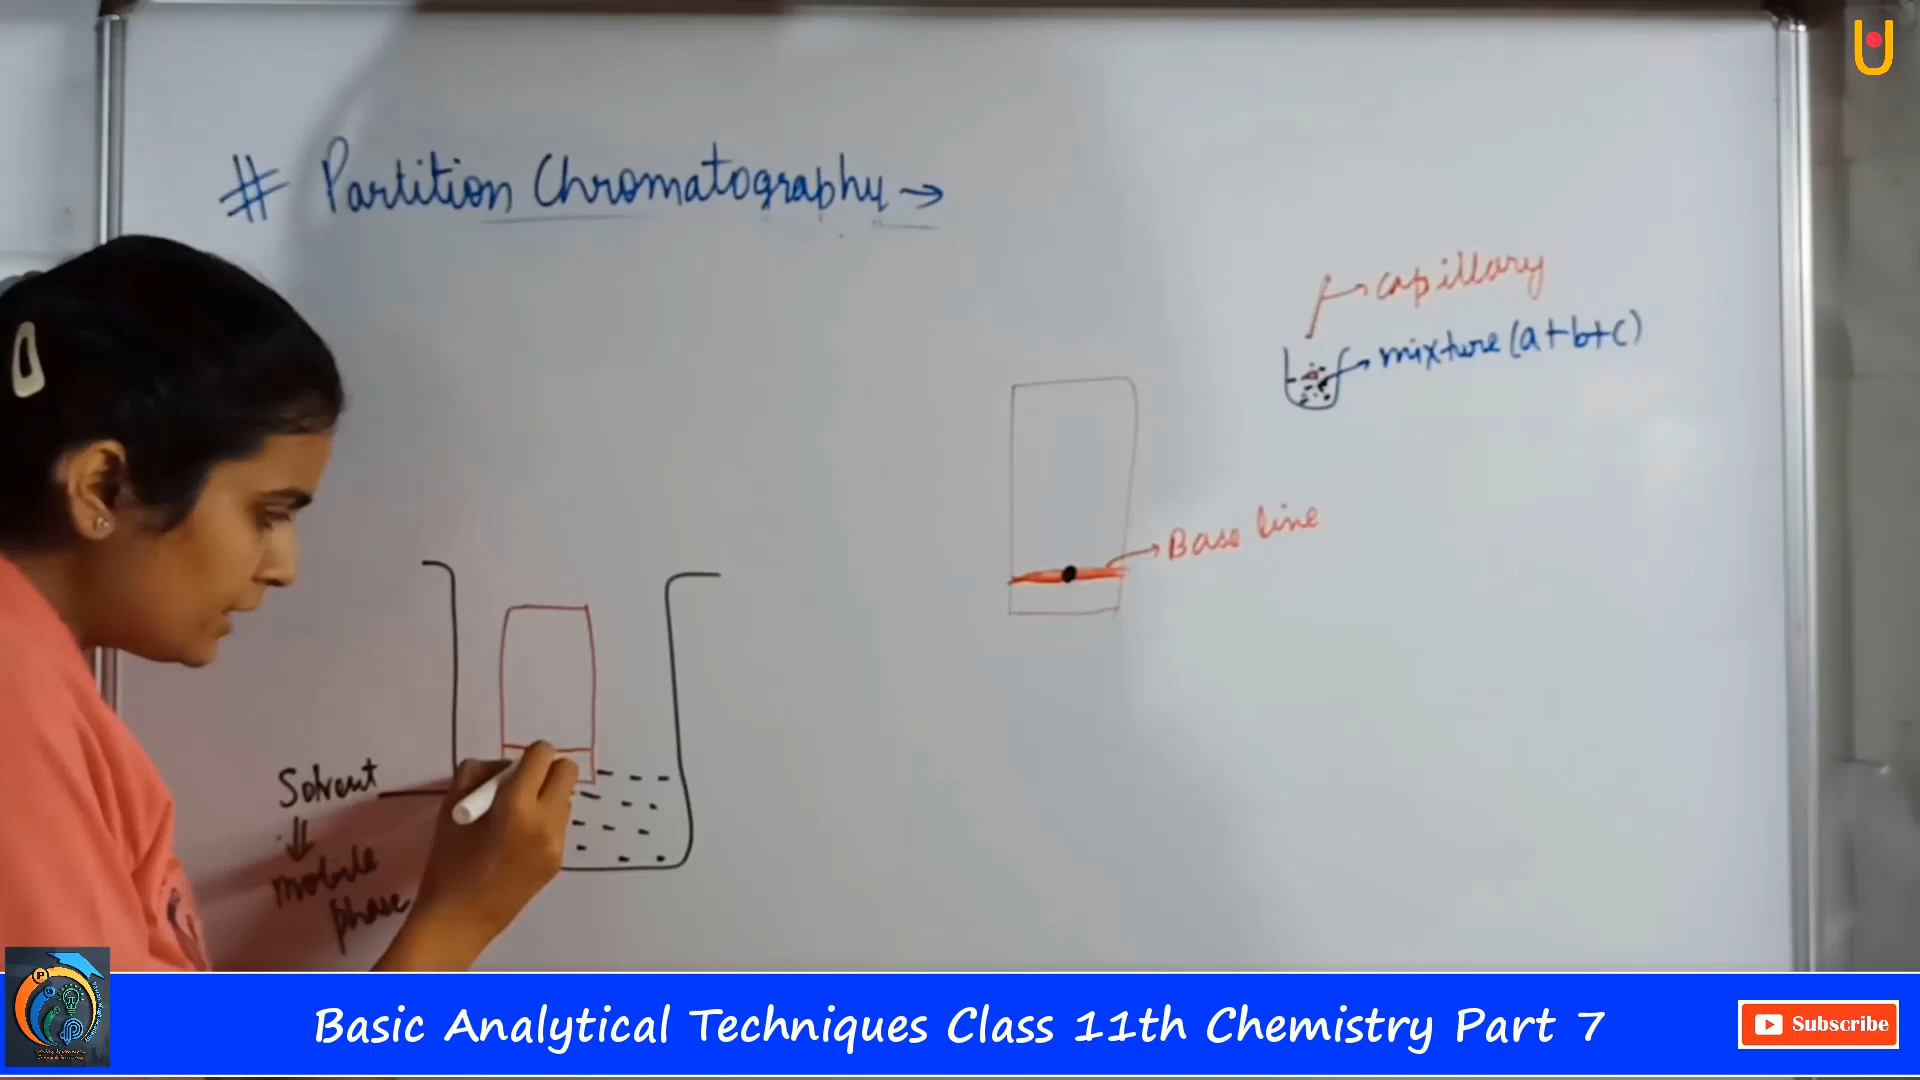 # Partition Chromatography →
capillary
mixture (a+b+c)
Base line
Solvent
mobile
phase
Basic Analytical Techniques Class 11th Chemistry Part 7
Subscribe